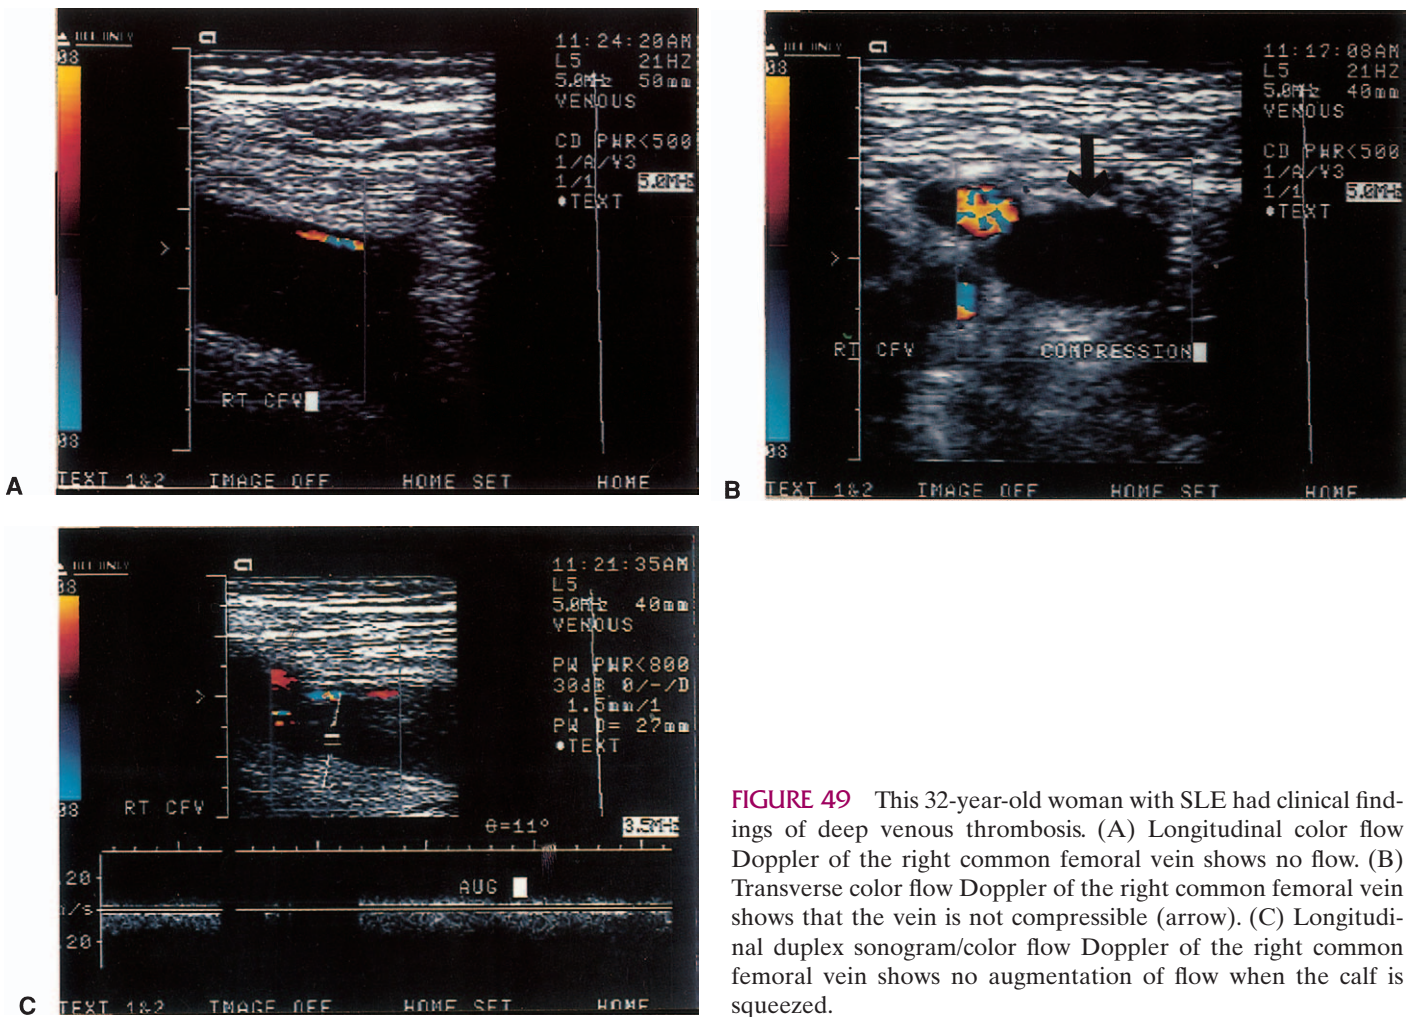 08
11:24:20AM
L5 21HZ
5.0MHz 50mm
VENOUS
CD PWR<500
1/A/V3
1/1 5.0MHz
•TEXT
RT CFV
08
TEXT 1&2 IMAGE OFF HOME SET HOME
A
08
11:17:08AM
L5 21HZ
5.0MHz 40mm
VENOUS
CD PWR<500
1/A/V3
1/1 5.0MHz
•TEXT
RT CFV COMPRESSION
08
TEXT 1&2 IMAGE OFF HOME SET HOME
B
08
11:21:35AM
L5
5.0MHz 40mm
VENOUS
PW PWR<800
30dB 0/-/D
1.5mm/1
PW D= 27mm
•TEXT
08
RT CFV
θ=11° 3.5MHz
.20
AUG
/s
.20
TEXT 1&2 IMAGE OFF HOME SET HOME
C
FIGURE 49 This 32-year-old woman with SLE had clinical find-
ings of deep venous thrombosis. (A) Longitudinal color flow
Doppler of the right common femoral vein shows no flow. (B)
Transverse color flow Doppler of the right common femoral vein
shows that the vein is not compressible (arrow). (C) Longitudi-
nal duplex sonogram/color flow Doppler of the right common
femoral vein shows no augmentation of flow when the calf is
squeezed.